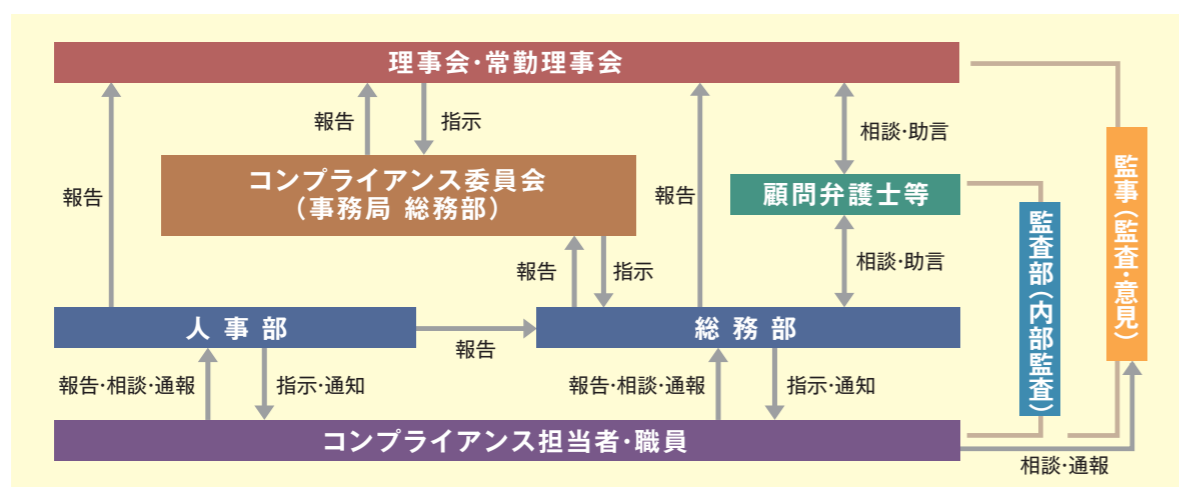 理事会・常勤理事会
報告
指示
相談・助言
コンプライアンス委員会
（事務局 総務部）
顧問弁護士等
報告
報告
報告
指示
相談・助言
人事部
報告
総務部
報告・相談・通報
指示・通知
報告・相談・通報
指示・通知
コンプライアンス担当者・職員
監査部（内部監査）
監事（監査・意見）
相談・通報